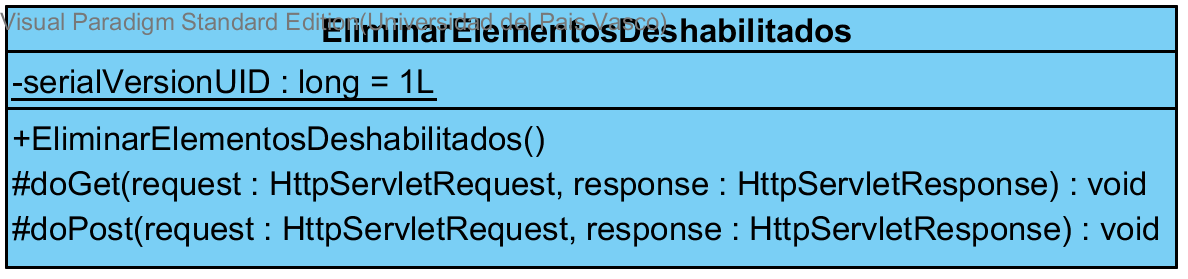 Visual Paradigm Standard Edition(Universidad del Pais Vasco)
EliminarElementosDeshabilitados
-serialVersionUID : long = 1L
+EliminarElementosDeshabilitados()
#doGet(request : HttpServletRequest, response : HttpServletResponse) : void
#doPost(request : HttpServletRequest, response : HttpServletResponse) : void